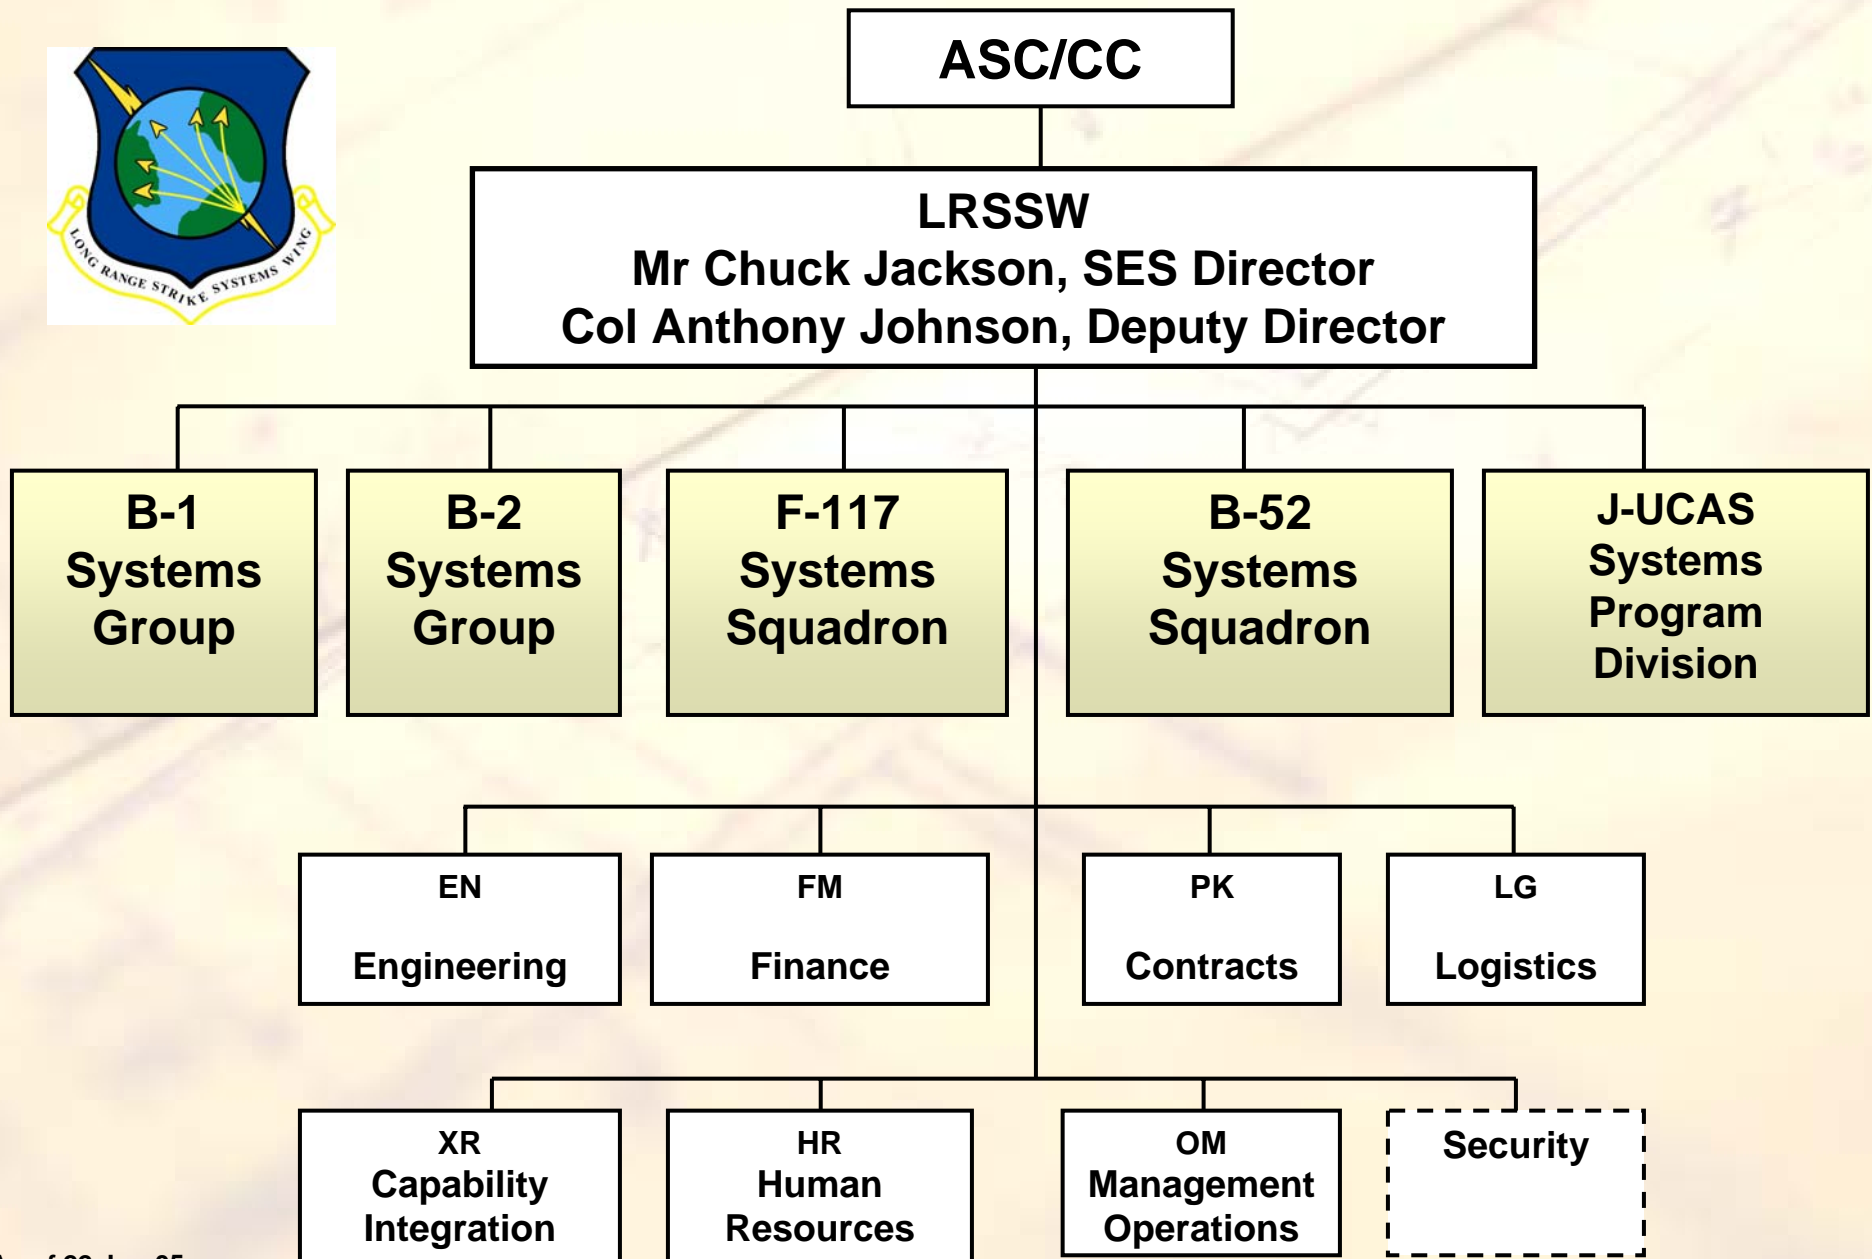 ASC/CC
LONG RANGE STRIKE SYSTEMS WING
LRSSW
Mr Chuck Jackson, SES Director
Col Anthony Johnson, Deputy Director
B-1
Systems
Group
B-2
Systems
Group
F-117
Systems
Squadron
B-52
Systems
Squadron
J-UCAS
Systems
Program
Division
EN
Engineering
FM
Finance
PK
Contracts
LG
Logistics
XR
Capability
Integration
HR
Human
Resources
OM
Management
Operations
Security